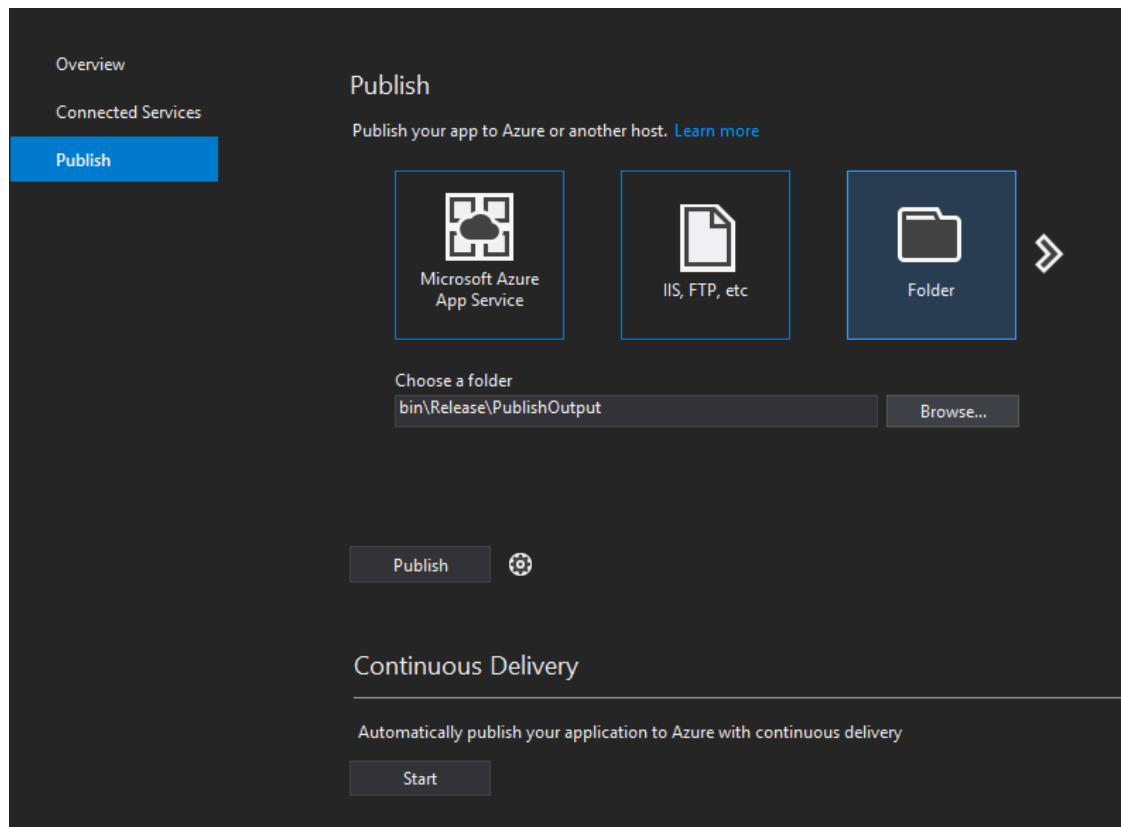 Overview
Connected Services
Publish
Publish
Publish your app to Azure or another host. Learn more
Microsoft Azure
App Service
IIS, FTP, etc
Folder
Choose a folder
bin\Release\PublishOutput
Browse...
Publish
Continuous Delivery
Automatically publish your application to Azure with continuous delivery
Start